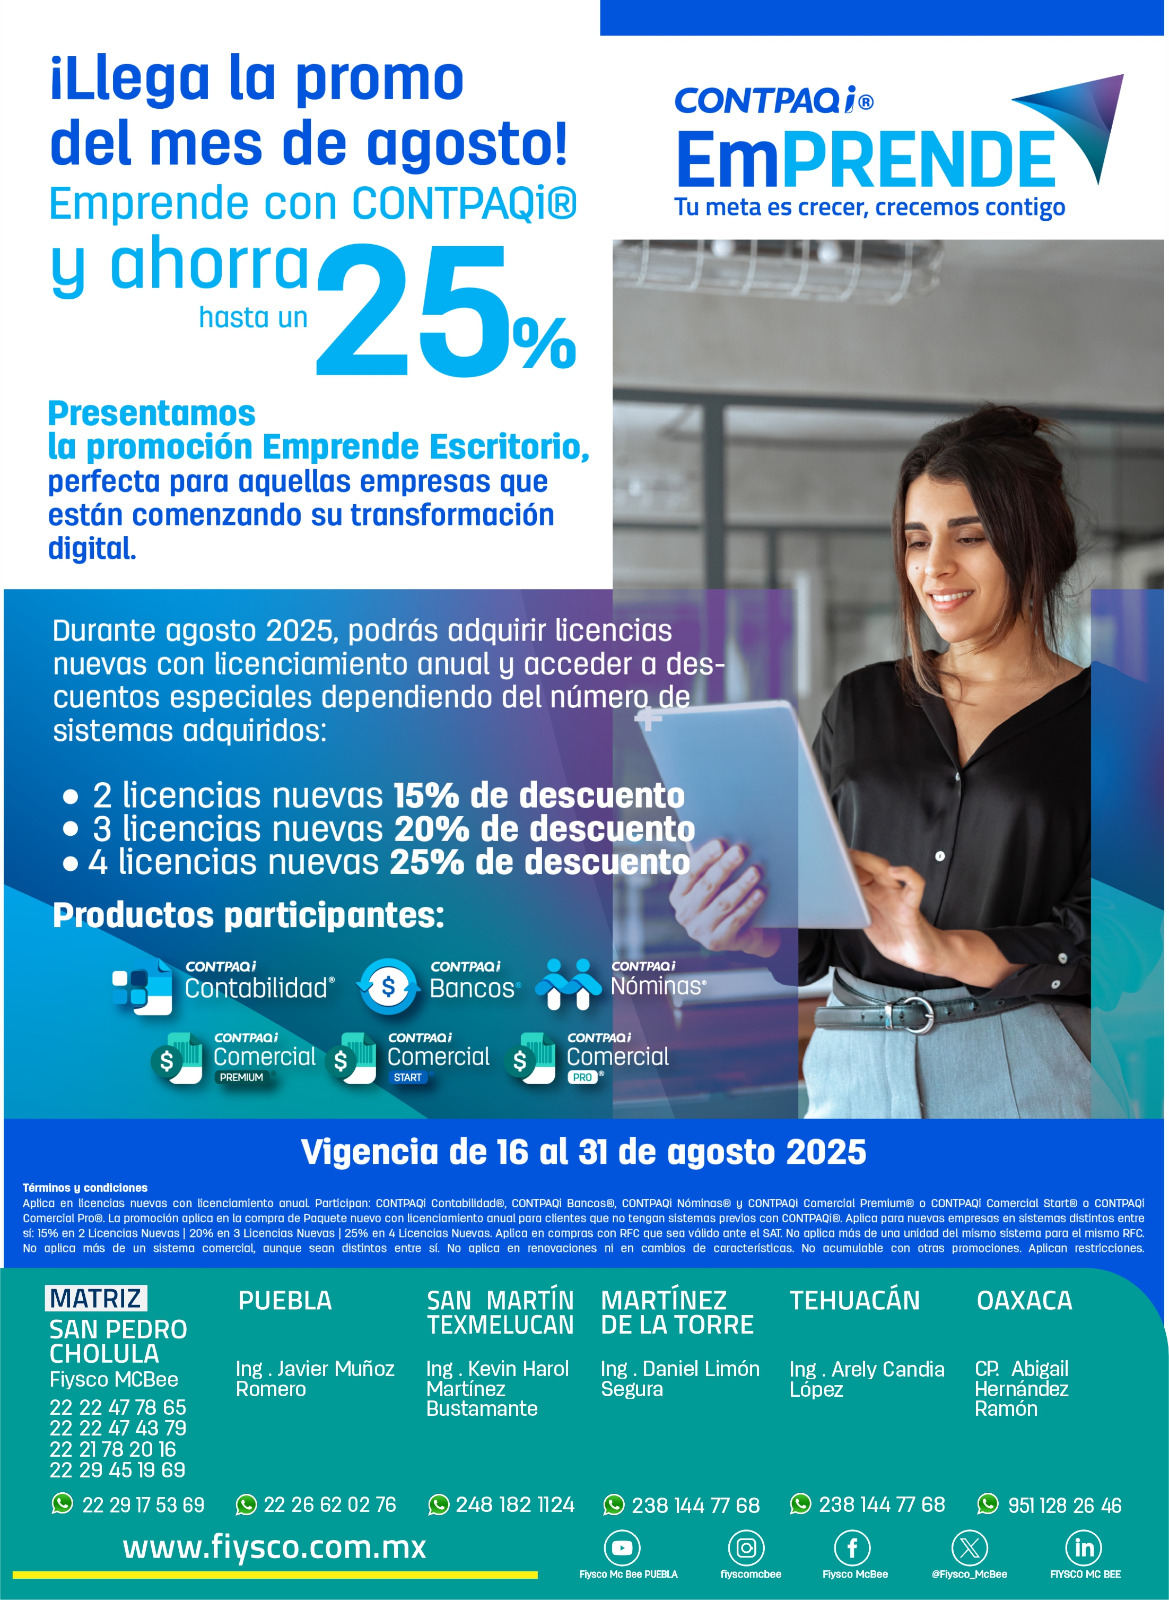 ¡Llega la promo
del mes de agosto!
Emprende con CONTPAQi®
y ahorra
hasta un
25%
CONTPAQi®
EmPRENDE
Tu meta es crecer, crecemos contigo
Presentamos
la promoción Emprende Escritorio,
perfecta para aquellas empresas que
están comenzando su transformación
digital.
Durante agosto 2025, podrás adquirir licencias
nuevas con licenciamiento anual y acceder a des-
cuentos especiales dependiendo del número de
sistemas adquiridos:
• 2 licencias nuevas 15% de descuento
• 3 licencias nuevas 20% de descuento
• 4 licencias nuevas 25% de descuento
Productos participantes:
CONTPAQi
Contabilidad®
CONTPAQi
Bancos®
CONTPAQi
Nóminas®
CONTPAQi
Comercial
PREMIUM®
CONTPAQi
Comercial
START
CONTPAQi
Comercial
PRO®
Vigencia de 16 al 31 de agosto 2025
Términos y condiciones
Aplica en licencias nuevas con licenciamiento anual. Participan: CONTPAQi Contabilidad®, CONTPAQi Bancos®, CONTPAQi Nóminas® y CONTPAQi Comercial Premium® o CONTPAQi Comercial Start® o CONTPAQi
Comercial Pro®. La promoción aplica en la compra de Paquete nuevo con licenciamiento anual para clientes que no tengan sistemas previos con CONTPAQi®. Aplica para nuevas empresas en sistemas distintos entre
sí: 15% en 2 Licencias Nuevas | 20% en 3 Licencias Nuevas | 25% en 4 Licencias Nuevas. Aplica en compras con RFC que sea válido ante el SAT. No aplica más de una unidad del mismo sistema para el mismo RFC.
No aplica más de un sistema comercial, aunque sean distintos entre sí. No aplica en renovaciones ni en cambios de características. No acumulable con otras promociones. Aplican restricciones.
MATRIZ
SAN PEDRO
CHOLULA
Fiysco MCBee
22 22 47 78 65
22 22 47 43 79
22 21 78 20 16
22 29 45 19 69
22 29 17 53 69
PUEBLA
Ing . Javier Muñoz
Romero
22 26 62 02 76
SAN MARTÍN
TEXMELUCAN
Ing . Kevin Harol
Martínez
Bustamante
248 182 1124
MARTÍNEZ
DE LA TORRE
Ing . Daniel Limón
Segura
238 144 77 68
TEHUACÁN
Ing . Arely Candia
López
238 144 77 68
OAXACA
CP. Abigail
Hernández
Ramón
951 128 26 46
www.fiysco.com.mx
Fiysco Mc Bee PUEBLA
fiyscomcbee
Fiysco McBee
@Fiysco_McBee
FIYSCO MC BEE